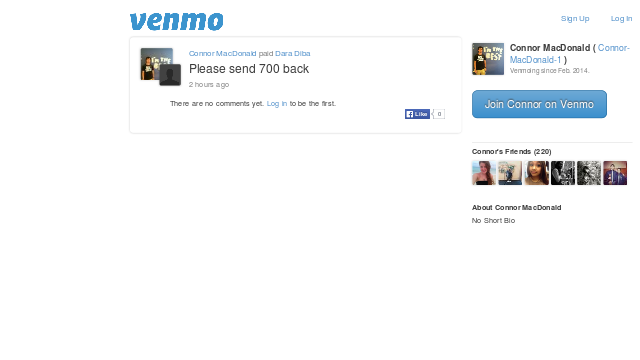 venmo
Sign Up
Log In
Connor MacDonald paid Dara Diba
Please send 700 back
2 hours ago
There are no comments yet. Log in to be the first.
Like 0
Connor MacDonald ( Connor-
MacDonald-1 )
Venmoing since Feb 2014.
Join Connor on Venmo
Connor's Friends (220)
About Connor MacDonald
No Short Bio